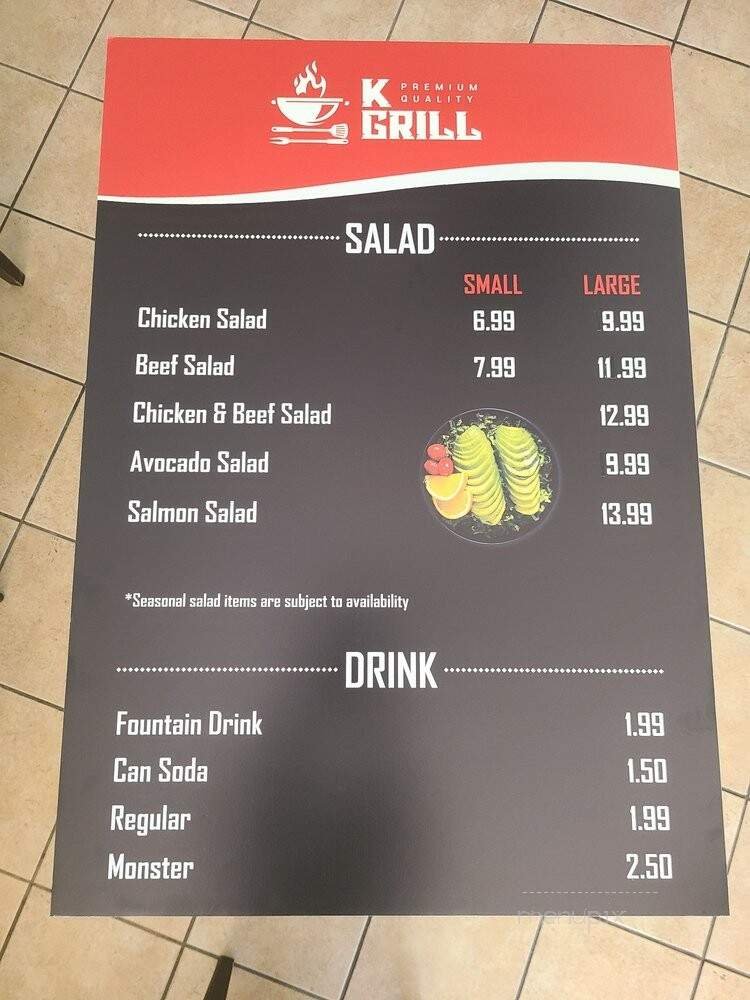 K PREMIUM QUALITY
GRILL
SALAD
SMALL LARGE
Chicken Salad 6.99 9.99
Beef Salad 7.99 11.99
Chicken & Beef Salad 12.99
Avocado Salad 9.99
Salmon Salad 13.99
*Seasonal salad items are subject to availability
DRINK
Fountain Drink 1.99
Can Soda 1.50
Regular 1.99
Monster 2.50
menupix